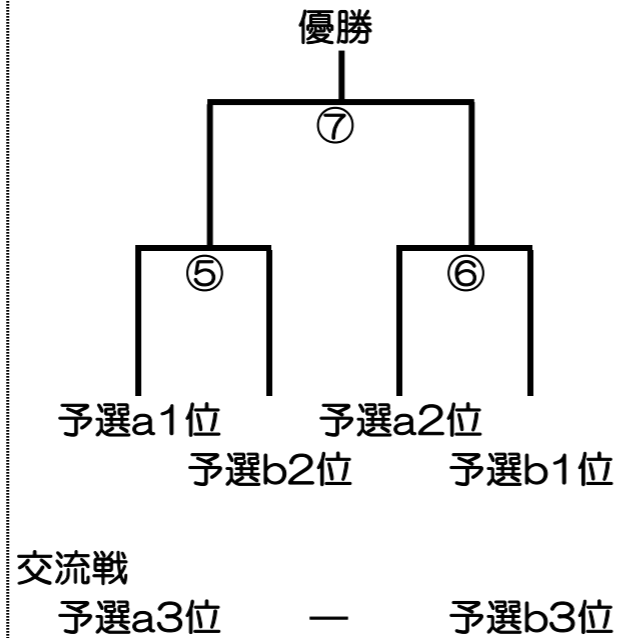 優勝
⑦
⑤ ⑥
予選a1位 予選a2位
予選b2位 予選b1位
交流戦
予選a3位 ― 予選b3位